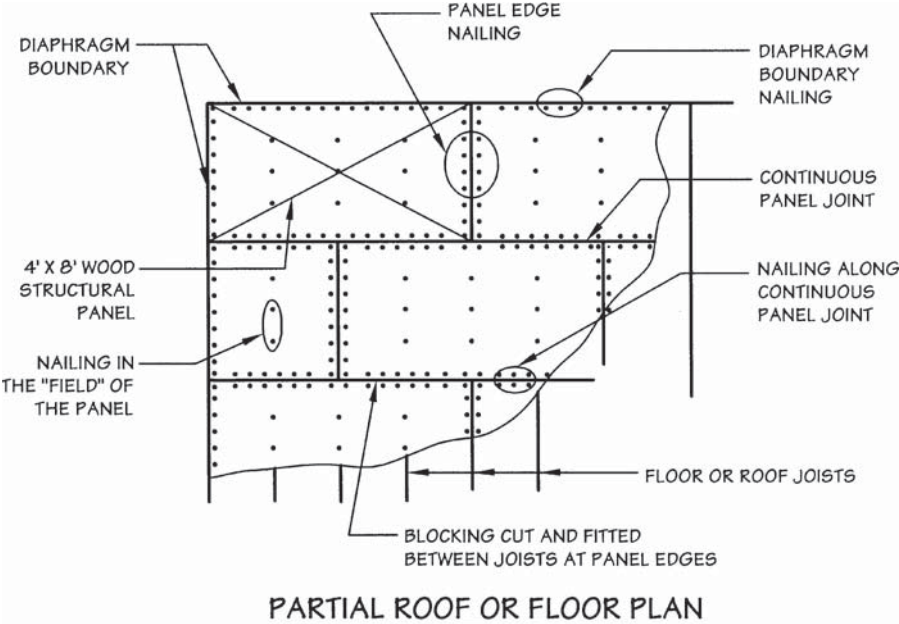 PANEL EDGE
NAILING
DIAPHRAGM
BOUNDARY
DIAPHRAGM
BOUNDARY
NAILING
CONTINUOUS
PANEL JOINT
4' X 8' WOOD
STRUCTURAL
PANEL
NAILING ALONG
CONTINUOUS
PANEL JOINT
NAILING IN
THE "FIELD" OF
THE PANEL
FLOOR OR ROOF JOISTS
BLOCKING CUT AND FITTED
BETWEEN JOISTS AT PANEL EDGES
PARTIAL ROOF OR FLOOR PLAN